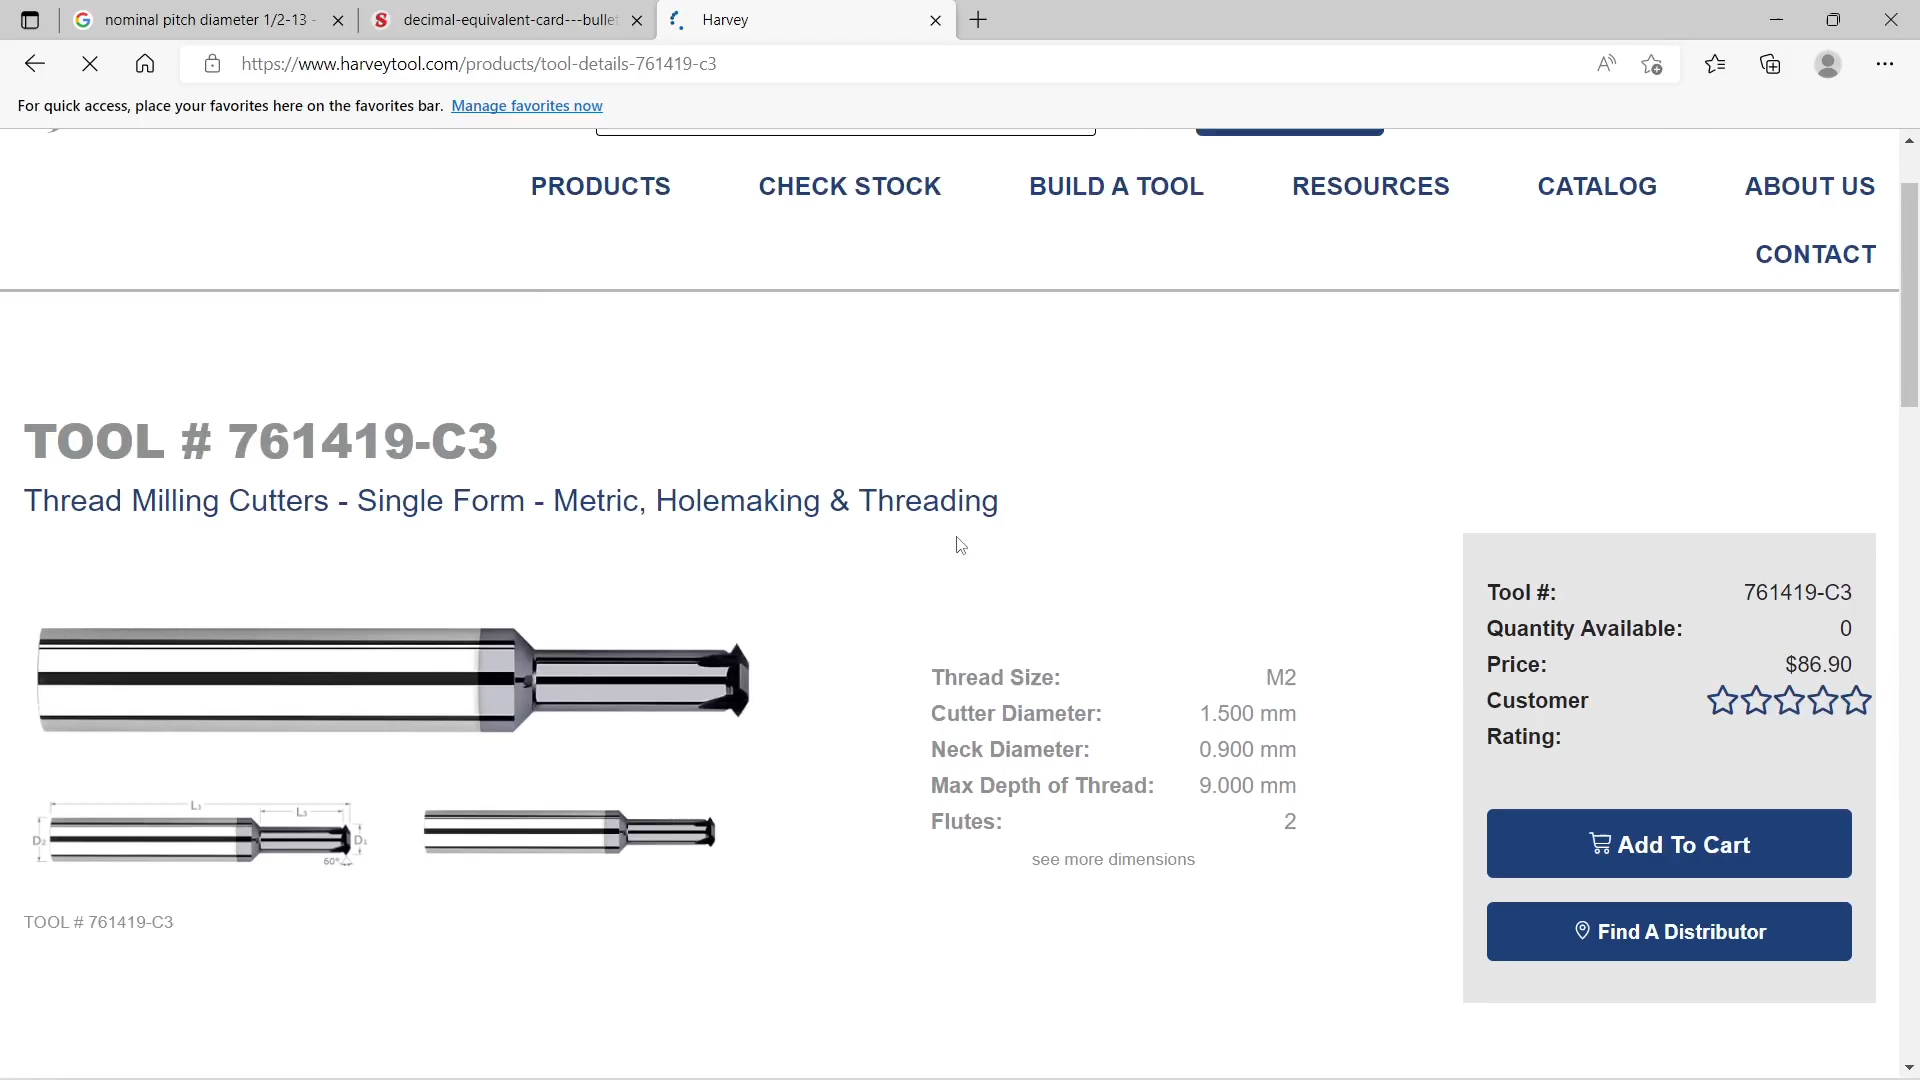 nominal pitch diameter 1/2-13 -
decimal-equivalent-card---bullet
Harvey
https://www.harveytool.com/products/tool-details-761419-c3
For quick access, place your favorites here on the favorites bar. Manage favorites now
PRODUCTS
CHECK STOCK
BUILD A TOOL
RESOURCES
CATALOG
ABOUT US
CONTACT
TOOL # 761419-C3
Thread Milling Cutters - Single Form - Metric, Holemaking & Threading
Thread Size: M2
Cutter Diameter: 1.500 mm
Neck Diameter: 0.900 mm
Max Depth of Thread: 9.000 mm
Flutes: 2
see more dimensions
L₁
L₃
D₂
D₁
60°
TOOL # 761419-C3
Tool #: 761419-C3
Quantity Available: 0
Price: $86.90
Customer
Rating:
Add To Cart
Find A Distributor